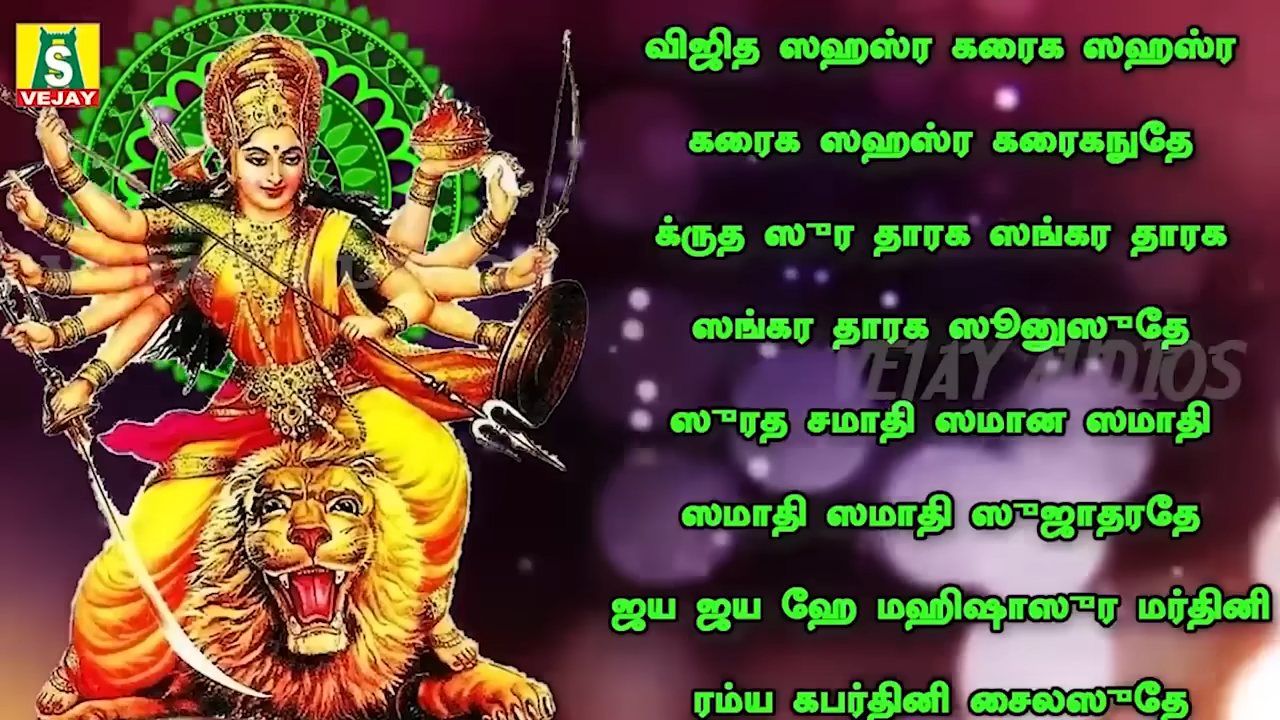 S
VEJAY
விஜித ஸஹஸ்ர கரைக ஸஹஸ்ர
கரைக ஸஹஸ்ர கரைகநுதே
க்ருத ஸுர தாரக ஸங்கர தாரக
ஸங்கர தாரக ஸூனுஸுதே
VEJAY AUDIOS
ஸுரத சமாதி ஸமான ஸமாதி
ஸமாதி ஸமாதி ஸுஜாதரதே
ஜய ஜய ஹே மஹிஷாஸுர மர்தினி
ரம்ய கபர்தினி சைலஸுதே